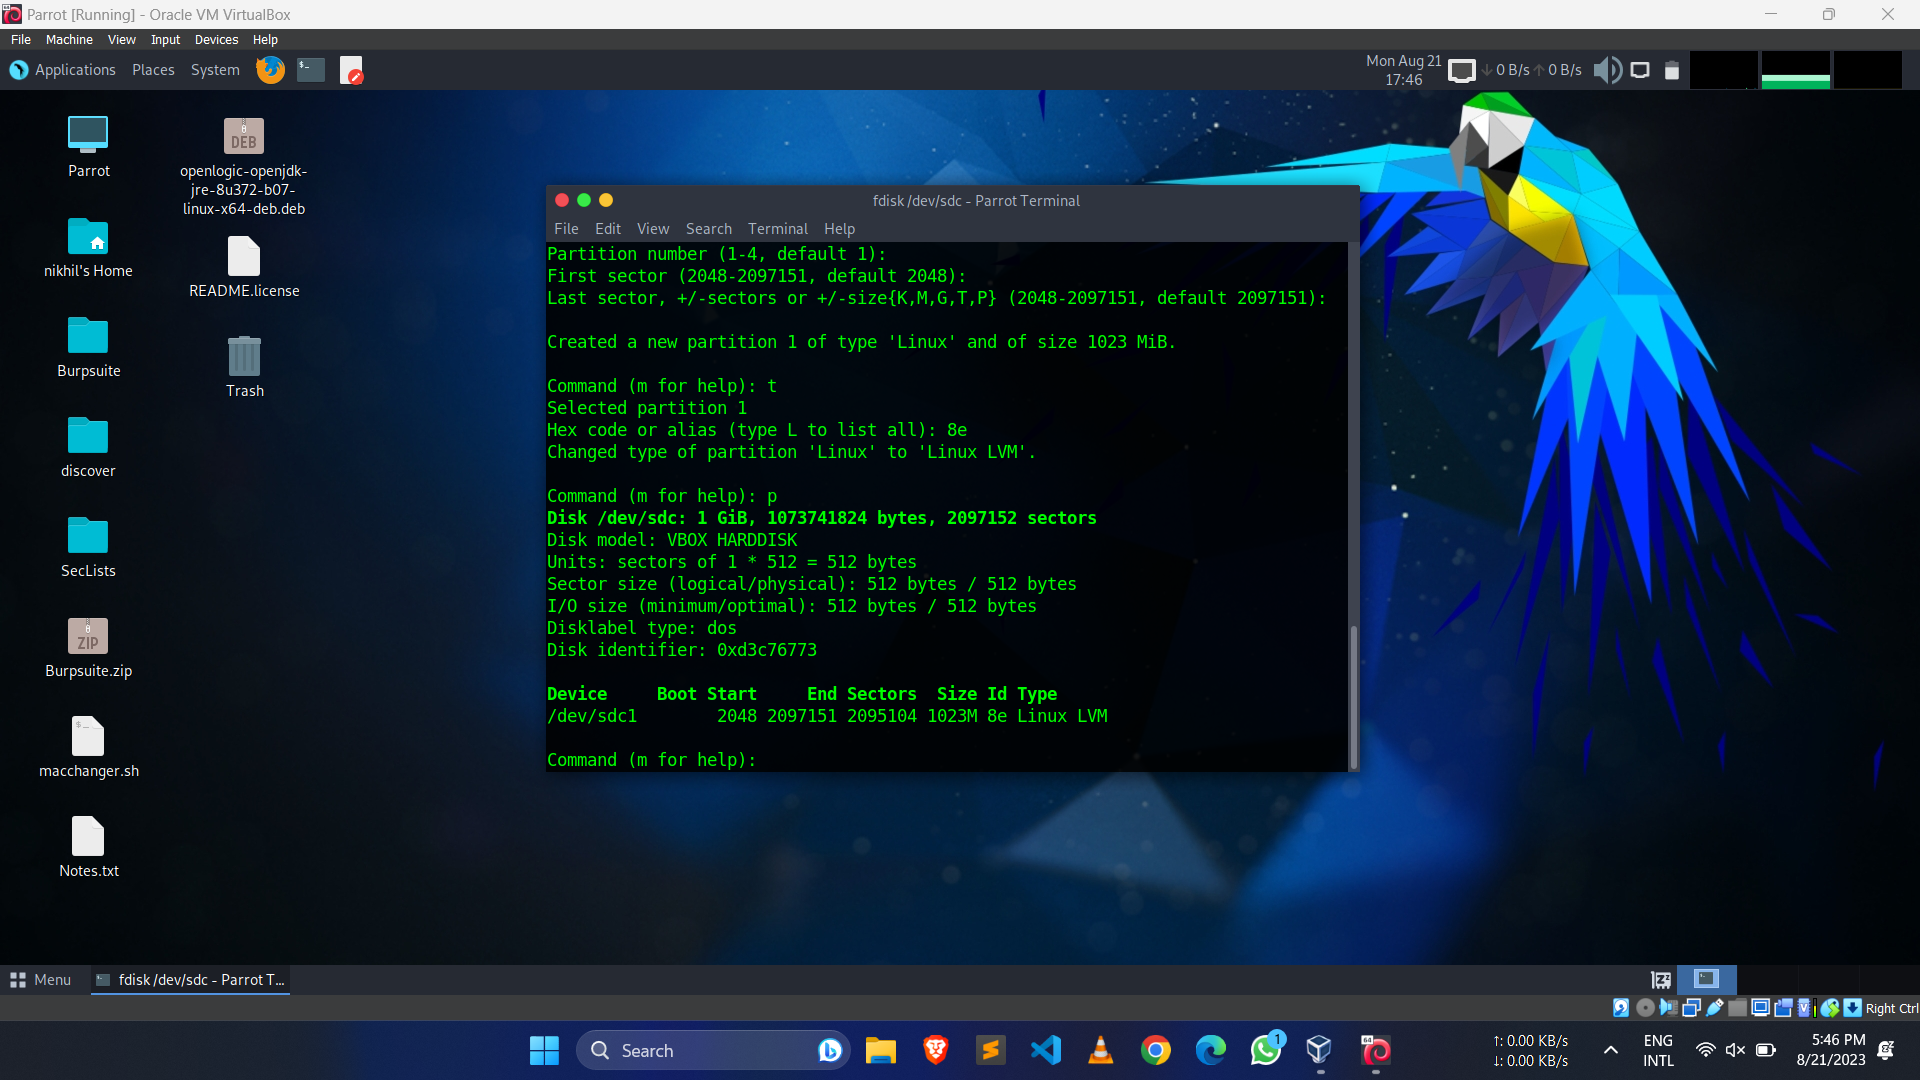 Parrot [Running] - Oracle VM VirtualBox
File Machine View Input Devices Help
Applications Places System
Mon Aug 21
17:46
0 B/s 0 B/s
Parrot
nikhil's Home
Burpsuite
discover
SecLists
ZIP
Burpsuite.zip
macchanger.sh
Notes.txt
DEB
openlogic-openjdk-
jre-8u372-b07-
linux-x64-deb.deb
README.license
Trash
fdisk /dev/sdc - Parrot Terminal
File Edit View Search Terminal Help
Partition number (1-4, default 1):
First sector (2048-2097151, default 2048):
Last sector, +/-sectors or +/-size{K,M,G,T,P} (2048-2097151, default 2097151):
Created a new partition 1 of type 'Linux' and of size 1023 MiB.
Command (m for help): t
Selected partition 1
Hex code or alias (type L to list all): 8e
Changed type of partition 'Linux' to 'Linux LVM'.
Command (m for help): p
Disk /dev/sdc: 1 GiB, 1073741824 bytes, 2097152 sectors
Disk model: VBOX HARDDISK
Units: sectors of 1 * 512 = 512 bytes
Sector size (logical/physical): 512 bytes / 512 bytes
I/O size (minimum/optimal): 512 bytes / 512 bytes
Disklabel type: dos
Disk identifier: 0xd3c76773
Device Boot Start End Sectors Size Id Type
/dev/sdc1 2048 2097151 2095104 1023M 8e Linux LVM
Command (m for help):
Menu
fdisk /dev/sdc - Parrot T...
Right Ctrl
Search
1
64
↑: 0.00 KB/s
↓: 0.00 KB/s
ENG
INTL
5:46 PM
8/21/2023